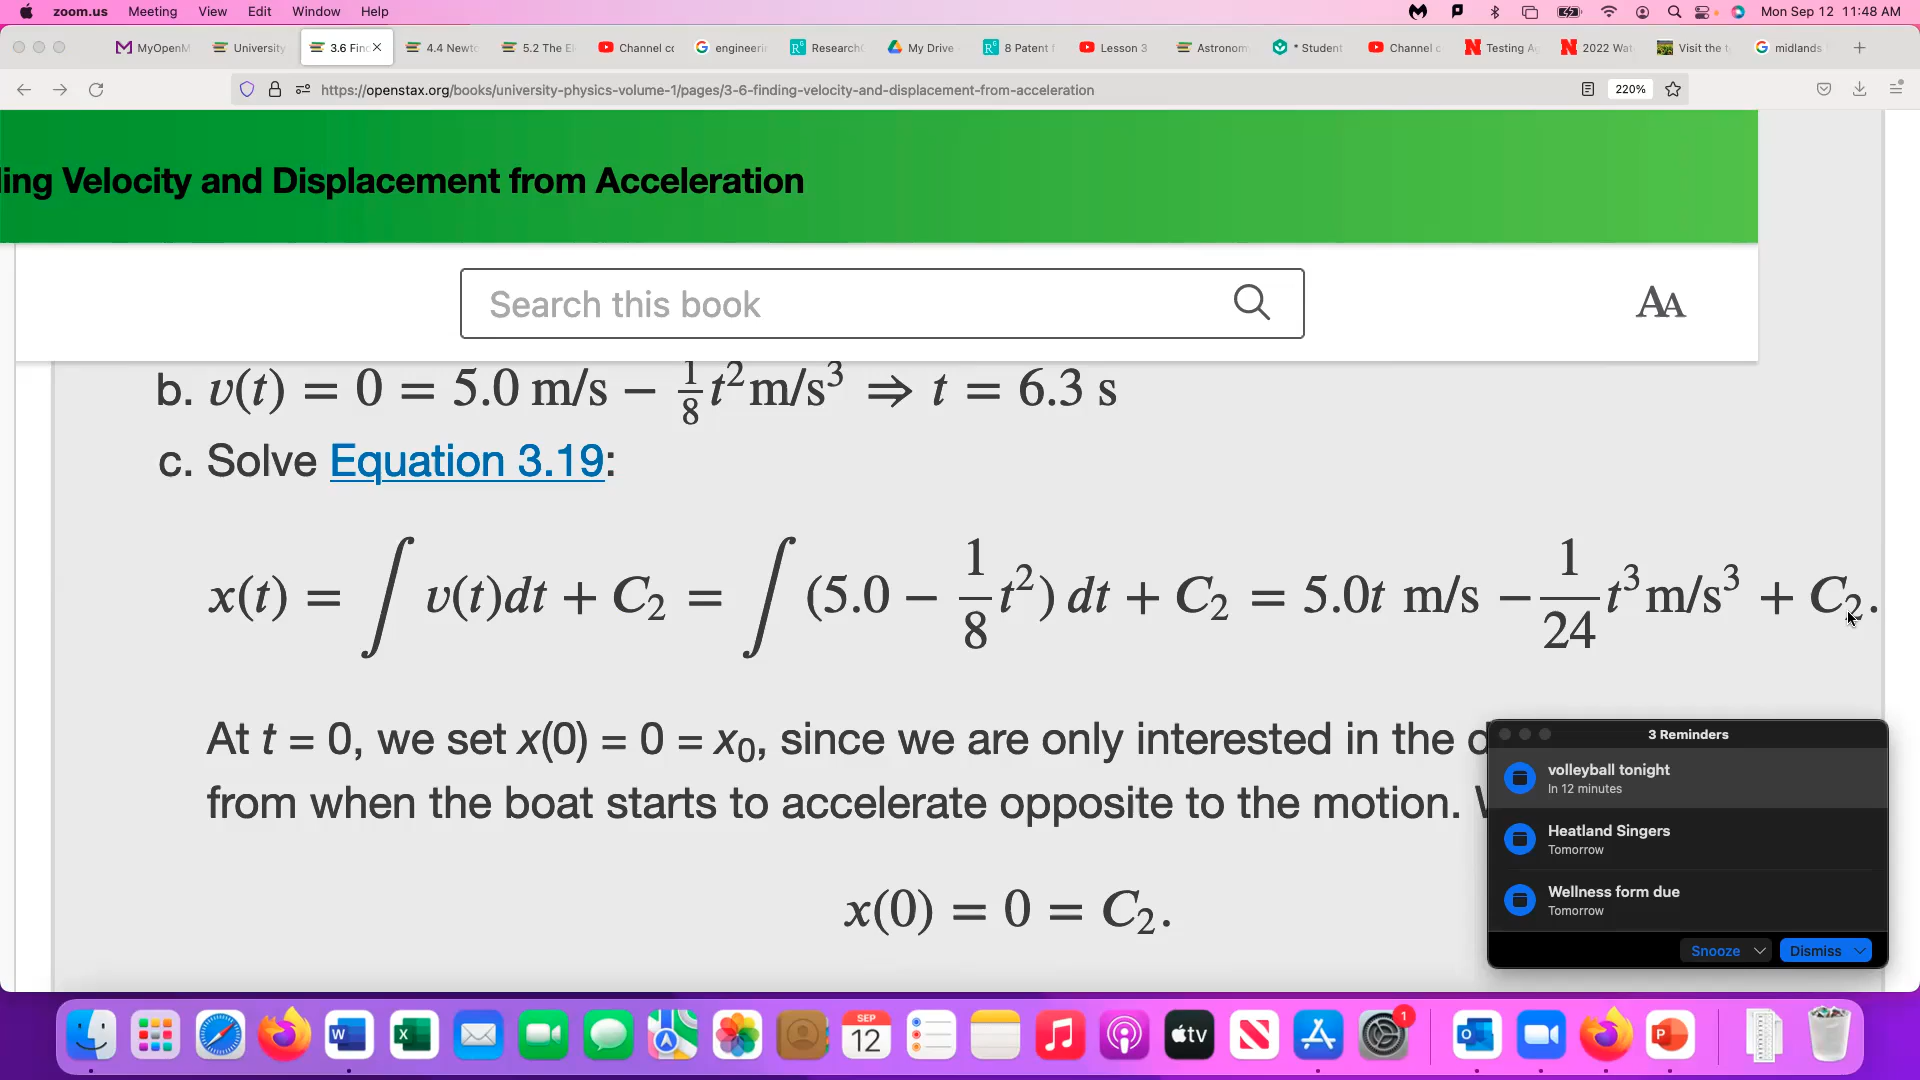 zoom.us Meeting View Edit Window Help Mon Sep 12 11:48 AM
MyOpenM University 3.6 Fin 4.4 Newto 5.2 The E Channel co engineeri Research My Drive 8 Patent f Lesson 3 Astronom * Student Channel c Testing A 2022 Wat Visit the t midlands
https://openstax.org/books/university-physics-volume-1/pages/3-6-finding-velocity-and-displacement-from-acceleration 220%
ling Velocity and Displacement from Acceleration
Search this book AA
b. v(t) = 0 = 5.0 m/s − 1/8 t² m/s³ ⇒ t = 6.3 s
c. Solve Equation 3.19:
x(t) = ∫ v(t)dt + C₂ = ∫ (5.0 − 1/8 t²) dt + C₂ = 5.0t m/s − 1/24 t³ m/s³ + C₂.
At t = 0, we set x(0) = 0 = x₀, since we are only interested in the d
from when the boat starts to accelerate opposite to the motion.
x(0) = 0 = C₂.
3 Reminders
volleyball tonight
In 12 minutes
Heatland Singers
Tomorrow
Wellness form due
Tomorrow
Snooze Dismiss
SEP
12
tv
1